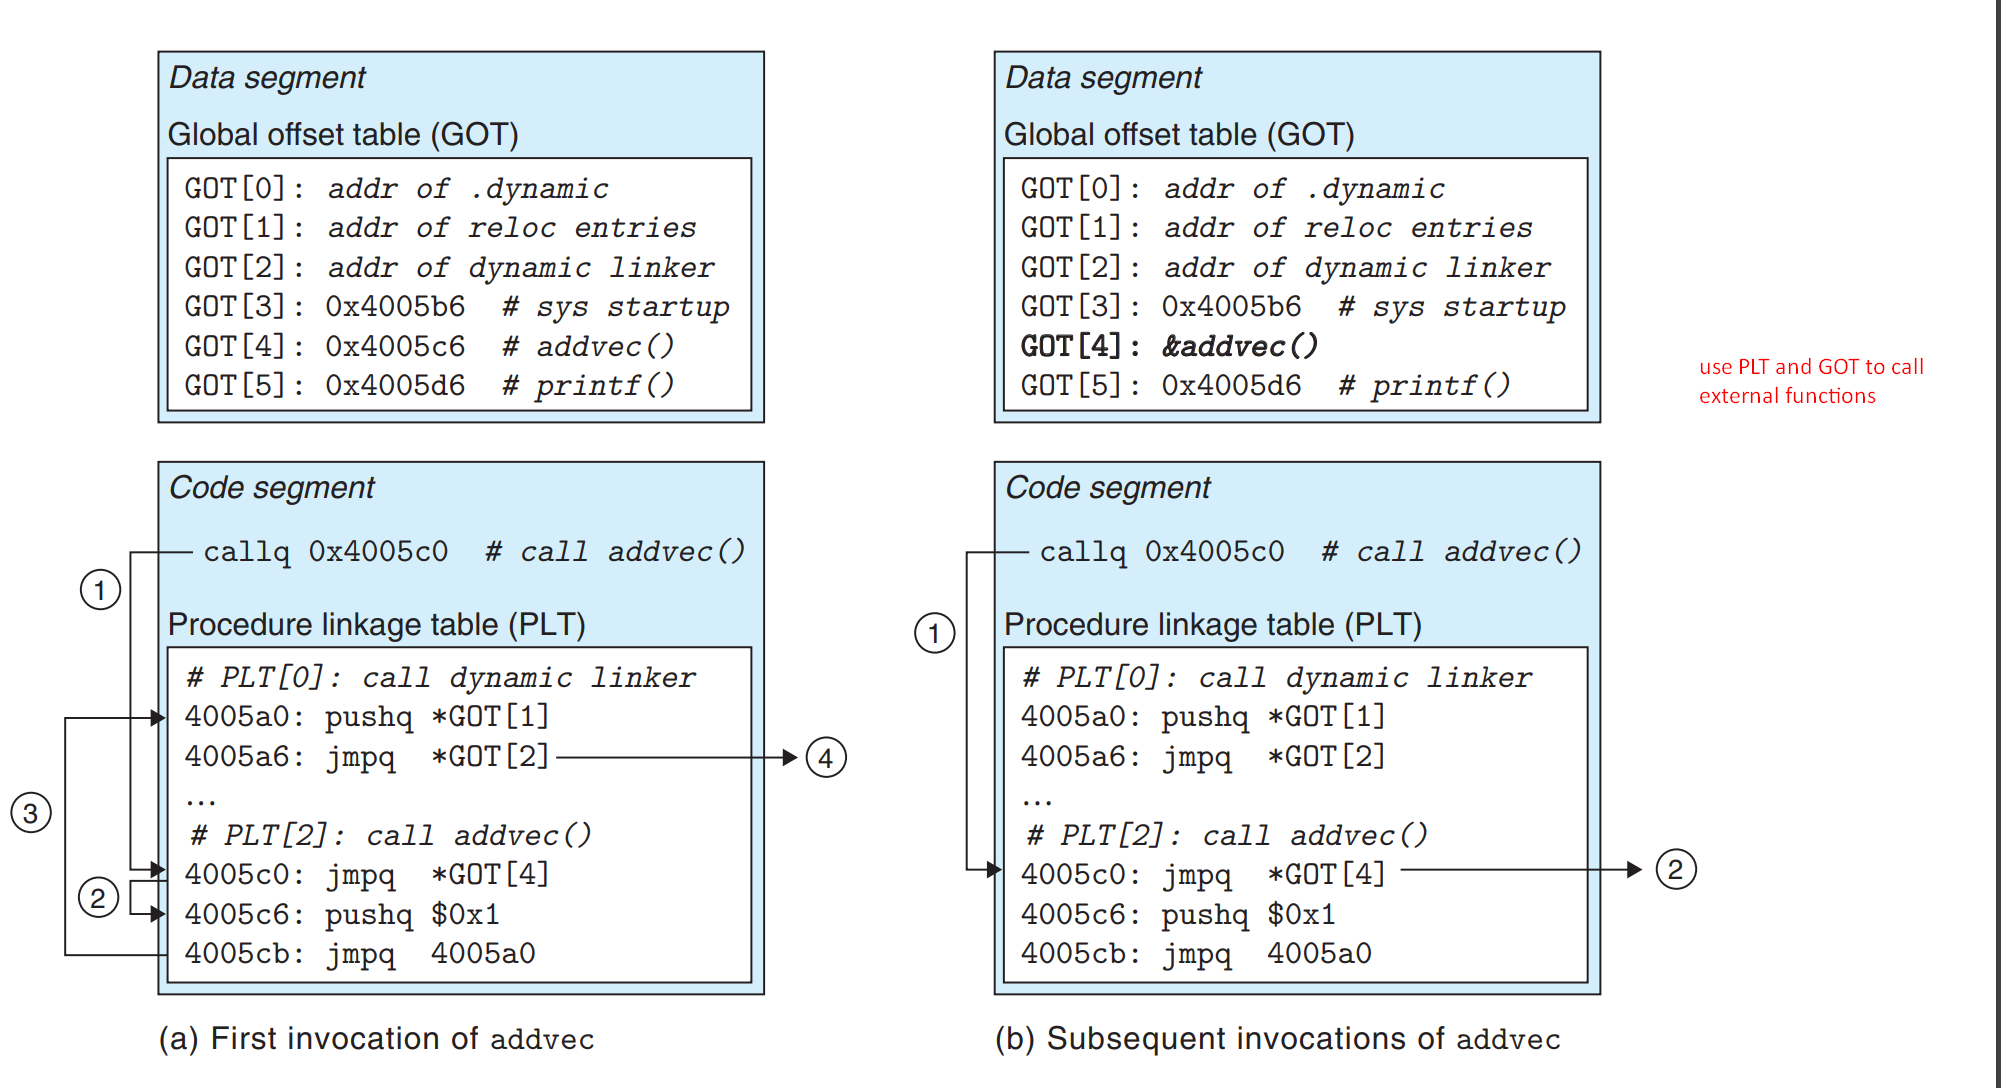 Data segment
Global offset table (GOT)
GOT[0]: addr of .dynamic
GOT[1]: addr of reloc entries
GOT[2]: addr of dynamic linker
GOT[3]: 0x4005b6 # sys startup
GOT[4]: 0x4005c6 # addvec()
GOT[5]: 0x4005d6 # printf()
Code segment
callq 0x4005c0 # call addvec()
1
Procedure linkage table (PLT)
# PLT[0]: call dynamic linker
4005a0: pushq *GOT[1]
4005a6: jmpq *GOT[2]
4
...
3
# PLT[2]: call addvec()
4005c0: jmpq *GOT[4]
2
4005c6: pushq $0x1
4005cb: jmpq 4005a0
(a) First invocation of addvec
Data segment
Global offset table (GOT)
GOT[0]: addr of .dynamic
GOT[1]: addr of reloc entries
GOT[2]: addr of dynamic linker
GOT[3]: 0x4005b6 # sys startup
GOT[4]: &addvec()
GOT[5]: 0x4005d6 # printf()
Code segment
callq 0x4005c0 # call addvec()
1
Procedure linkage table (PLT)
# PLT[0]: call dynamic linker
4005a0: pushq *GOT[1]
4005a6: jmpq *GOT[2]
...
# PLT[2]: call addvec()
4005c0: jmpq *GOT[4]
2
4005c6: pushq $0x1
4005cb: jmpq 4005a0
(b) Subsequent invocations of addvec
use PLT and GOT to call
external functions